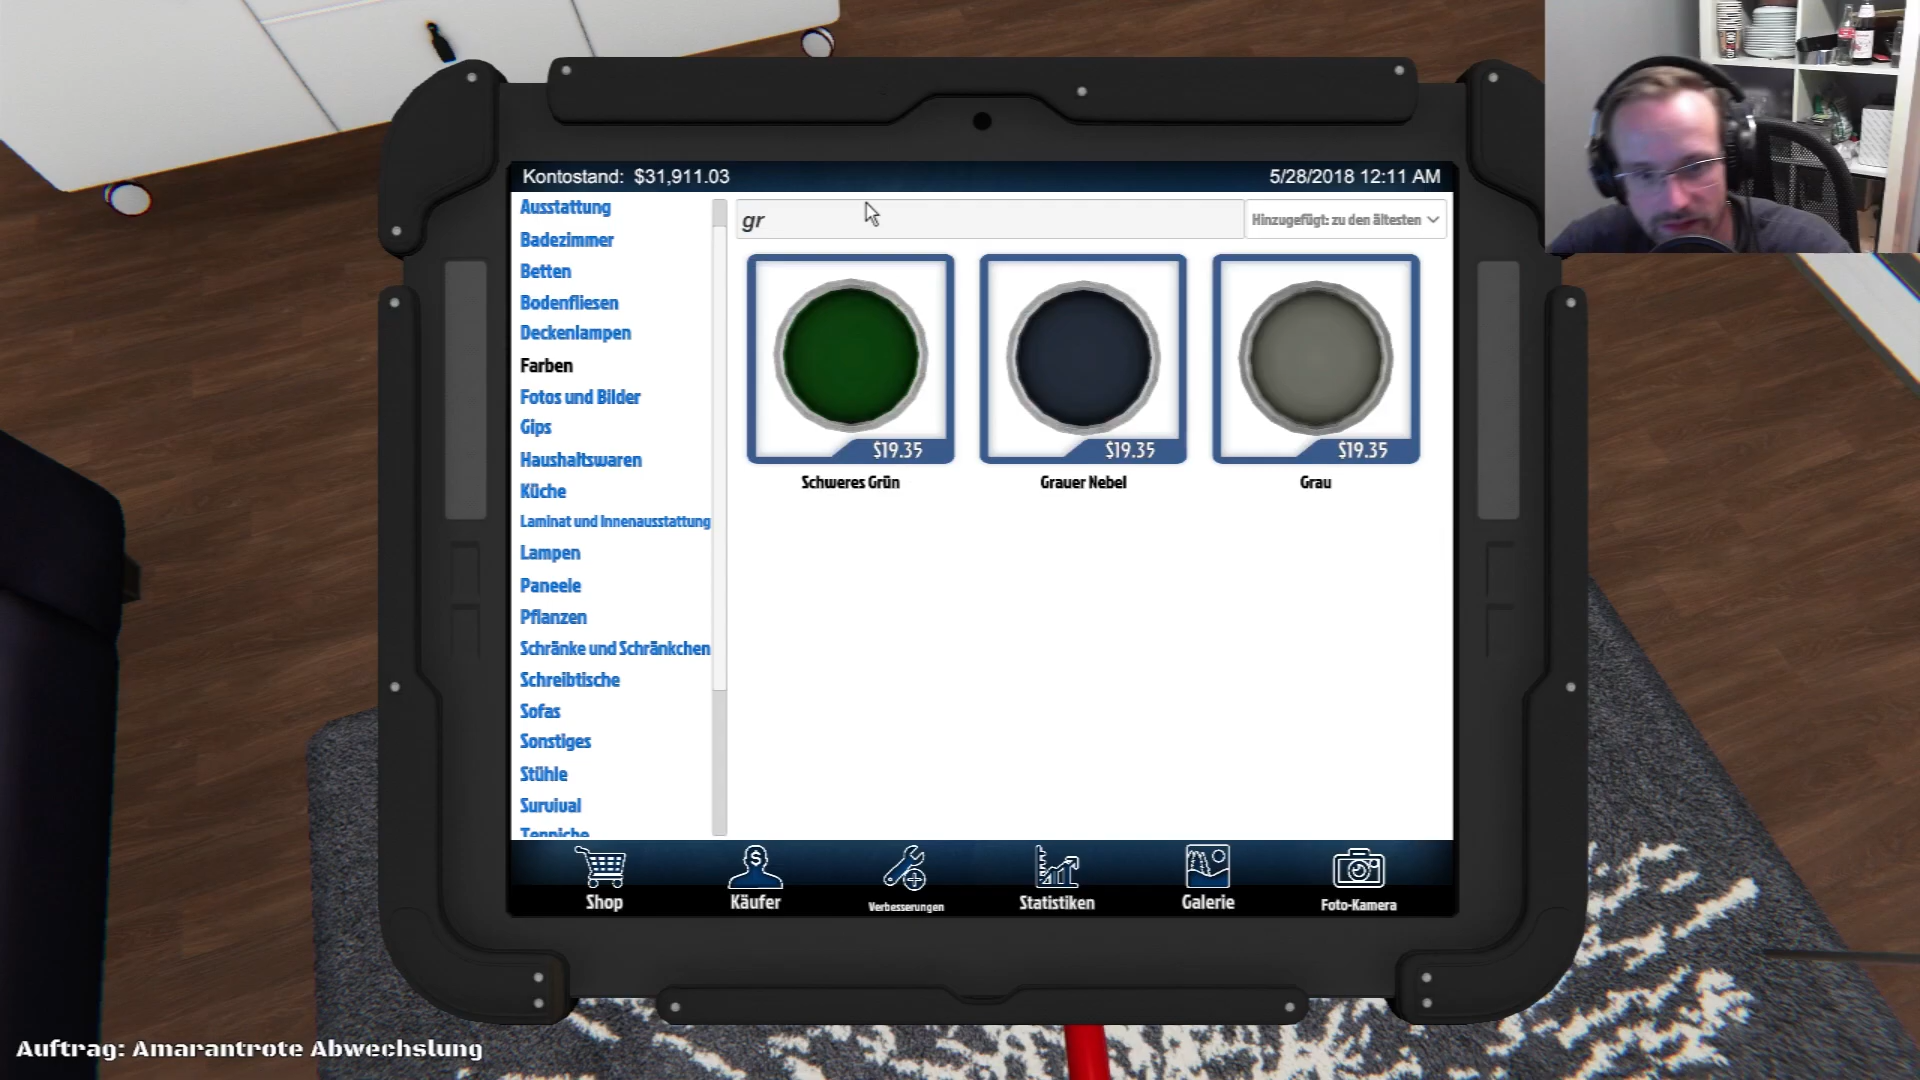 Kontostand: $31,911.03
5/28/2018 12:11 AM
Ausstattung
Badezimmer
Betten
Bodenfliesen
Deckenlampen
Farben
Fotos und Bilder
Gips
Haushaltswaren
Küche
Laminat und Innenausstattung
Lampen
Paneele
Pflanzen
Schränke und Schränkchen
Schreibtische
Sofas
Sonstiges
Stühle
Survival
Teppiche
gr
Hinzugefügt: zu den ältesten
$19.35
$19.35
$19.35
Schweres Grün
Grauer Nebel
Grau
Shop
Käufer
Verbesserungen
Statistiken
Galerie
Foto-Kamera
Auftrag: Amarantrote Abwechslung